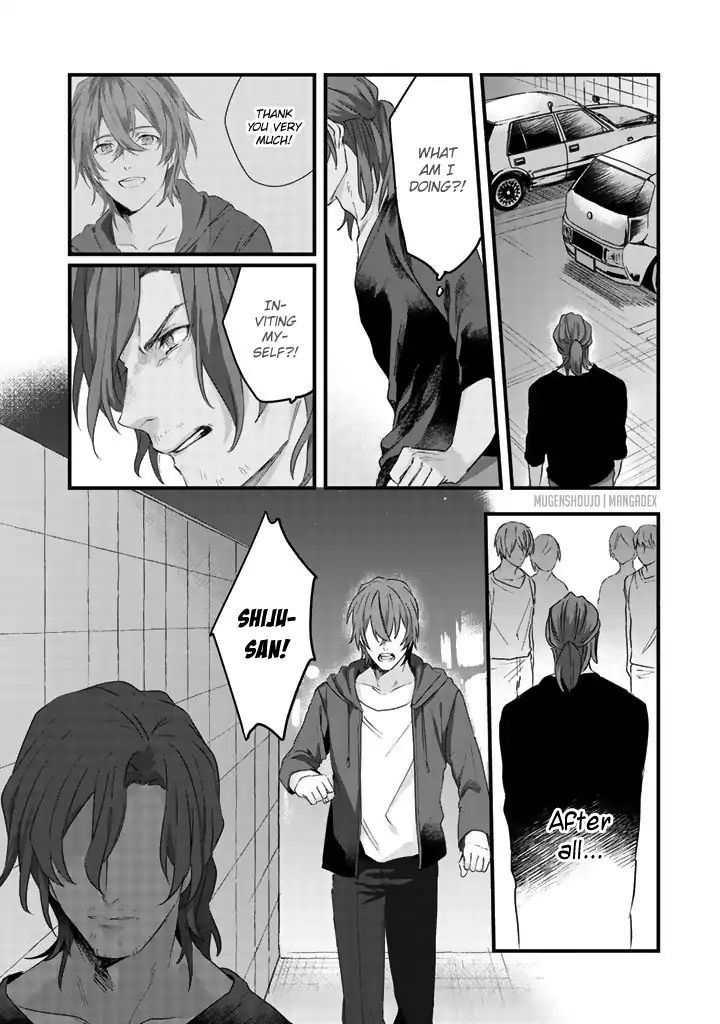 WHAT
AM I
DOING?!
THANK
YOU VERY
MUCH!
IN-
VITING
MY-
SELF?!
MUGENSHOUJO | MANGADEX
After
all...
SHIJU-
SAN!